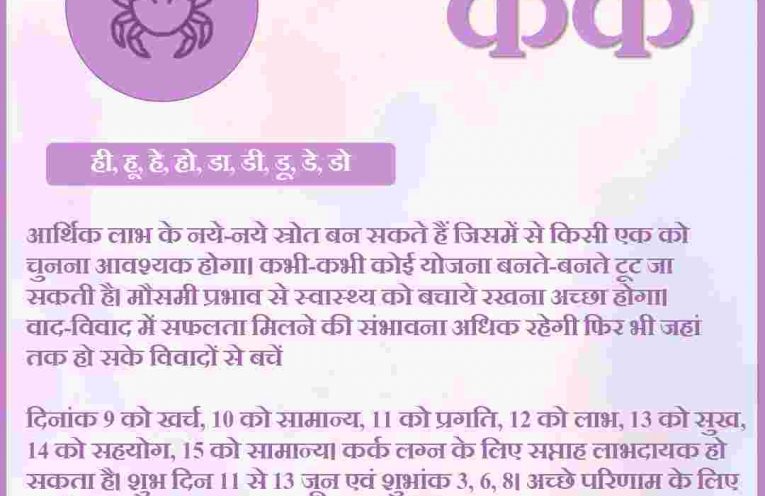 कर्क
ही, हू, हे, हो, डा, डी, डू, डे, डो
आर्थिक लाभ के नये-नये स्रोत बन सकते हैं जिसमें से किसी एक को
चुनना आवश्यक होगा। कभी-कभी कोई योजना बनते-बनते टूट जा
सकती है। मौसमी प्रभाव से स्वास्थ्य को बचाये रखना अच्छा होगा।
वाद-विवाद में सफलता मिलने की संभावना अधिक रहेगी फिर भी जहां
तक हो सके विवादों से बचें
दिनांक 9 को खर्च, 10 को सामान्य, 11 को प्रगति, 12 को लाभ, 13 को सुख,
14 को सहयोग, 15 को सामान्य। कर्क लग्न के लिए सप्ताह लाभदायक हो
सकता है। शुभ दिन 11 से 13 जून एवं शुभांक 3, 6, 8। अच्छे परिणाम के लिए